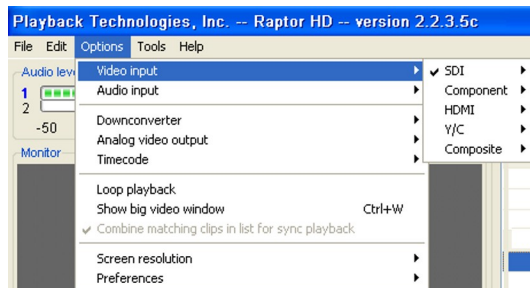 Playback Technologies, Inc. -- Raptor HD -- version 2.2.3.5c
File Edit Options Tools Help
Audio leve
1
2
-50
Monitor
Video input
Audio input
Downconverter
Analog video output
Timecode
Loop playback
Show big video window Ctrl+W
Combine matching clips in list for sync playback
Screen resolution
Preferences
SDI
Component
HDMI
Y/C
Composite